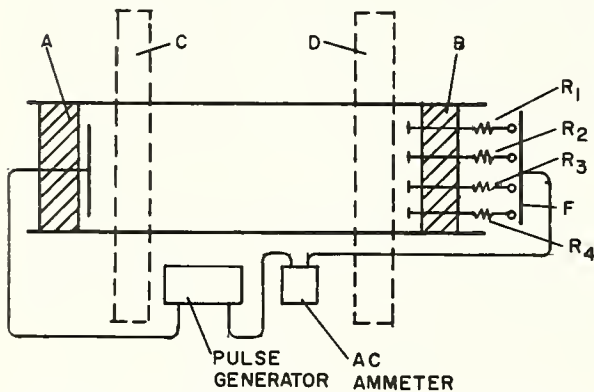 A
C
D
B
R1
R2
R3
F
R4
PULSE
GENERATOR
AC
AMMETER